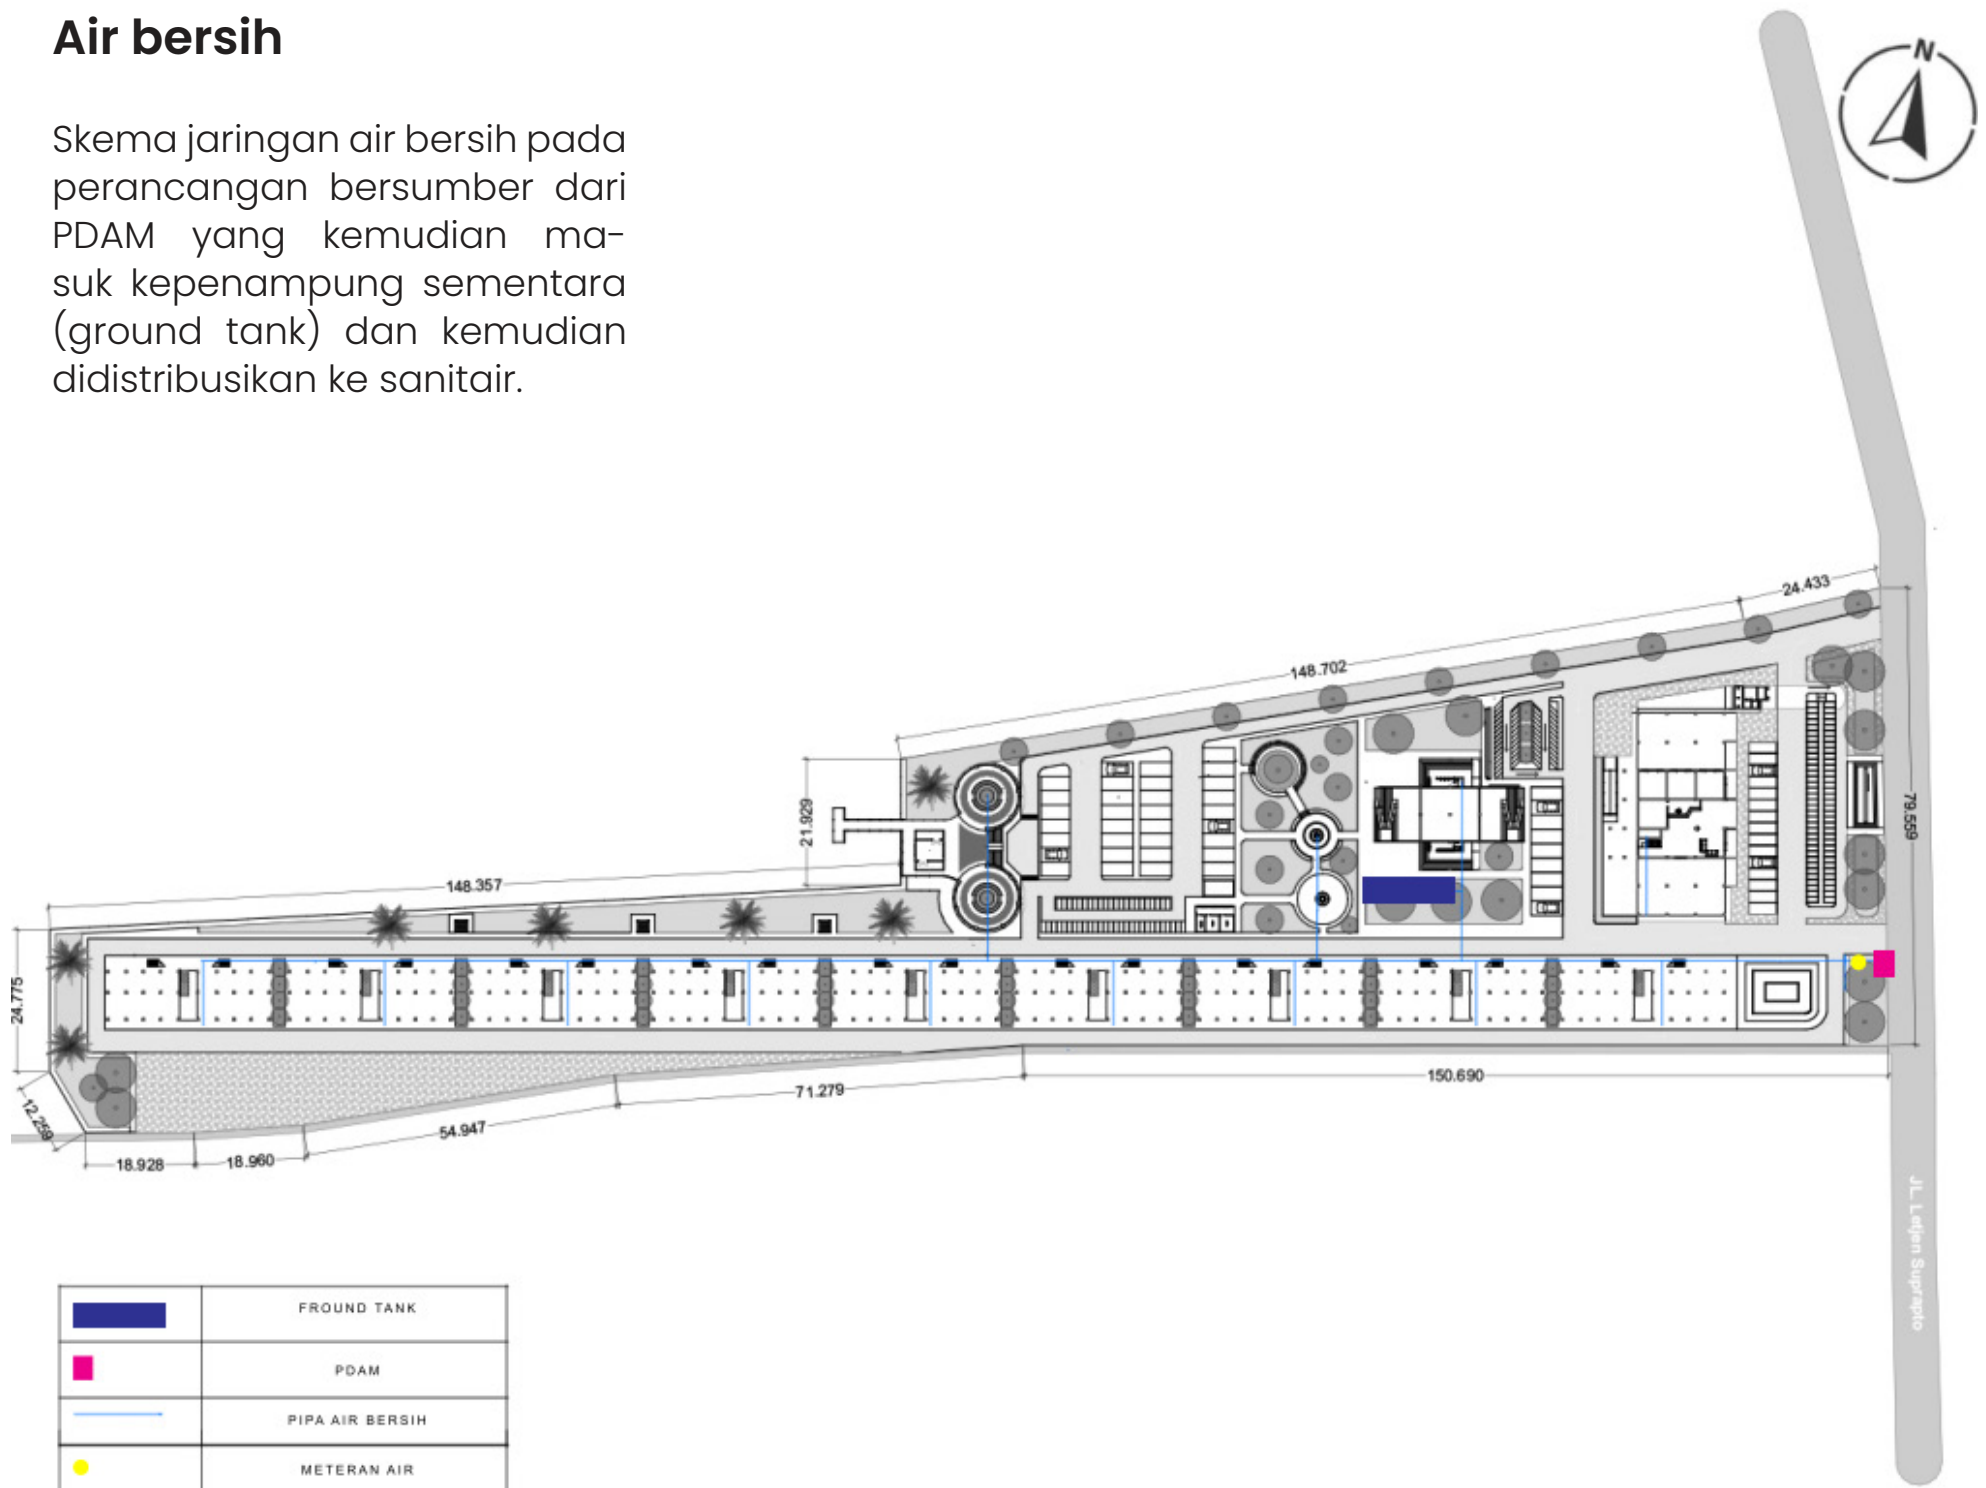 Air bersih
Skema jaringan air bersih pada
perancangan bersumber dari
PDAM yang kemudian ma-
suk kepenampung sementara
(ground tank) dan kemudian
didistribusikan ke sanitair.
N
24.433
148.702
79.559
21.929
148.357
24.775
12.259
18.928
18.960
54.947
71.279
150.690
JL. Letjen Suprapto
FROUND TANK
PDAM
PIPA AIR BERSIH
METERAN AIR